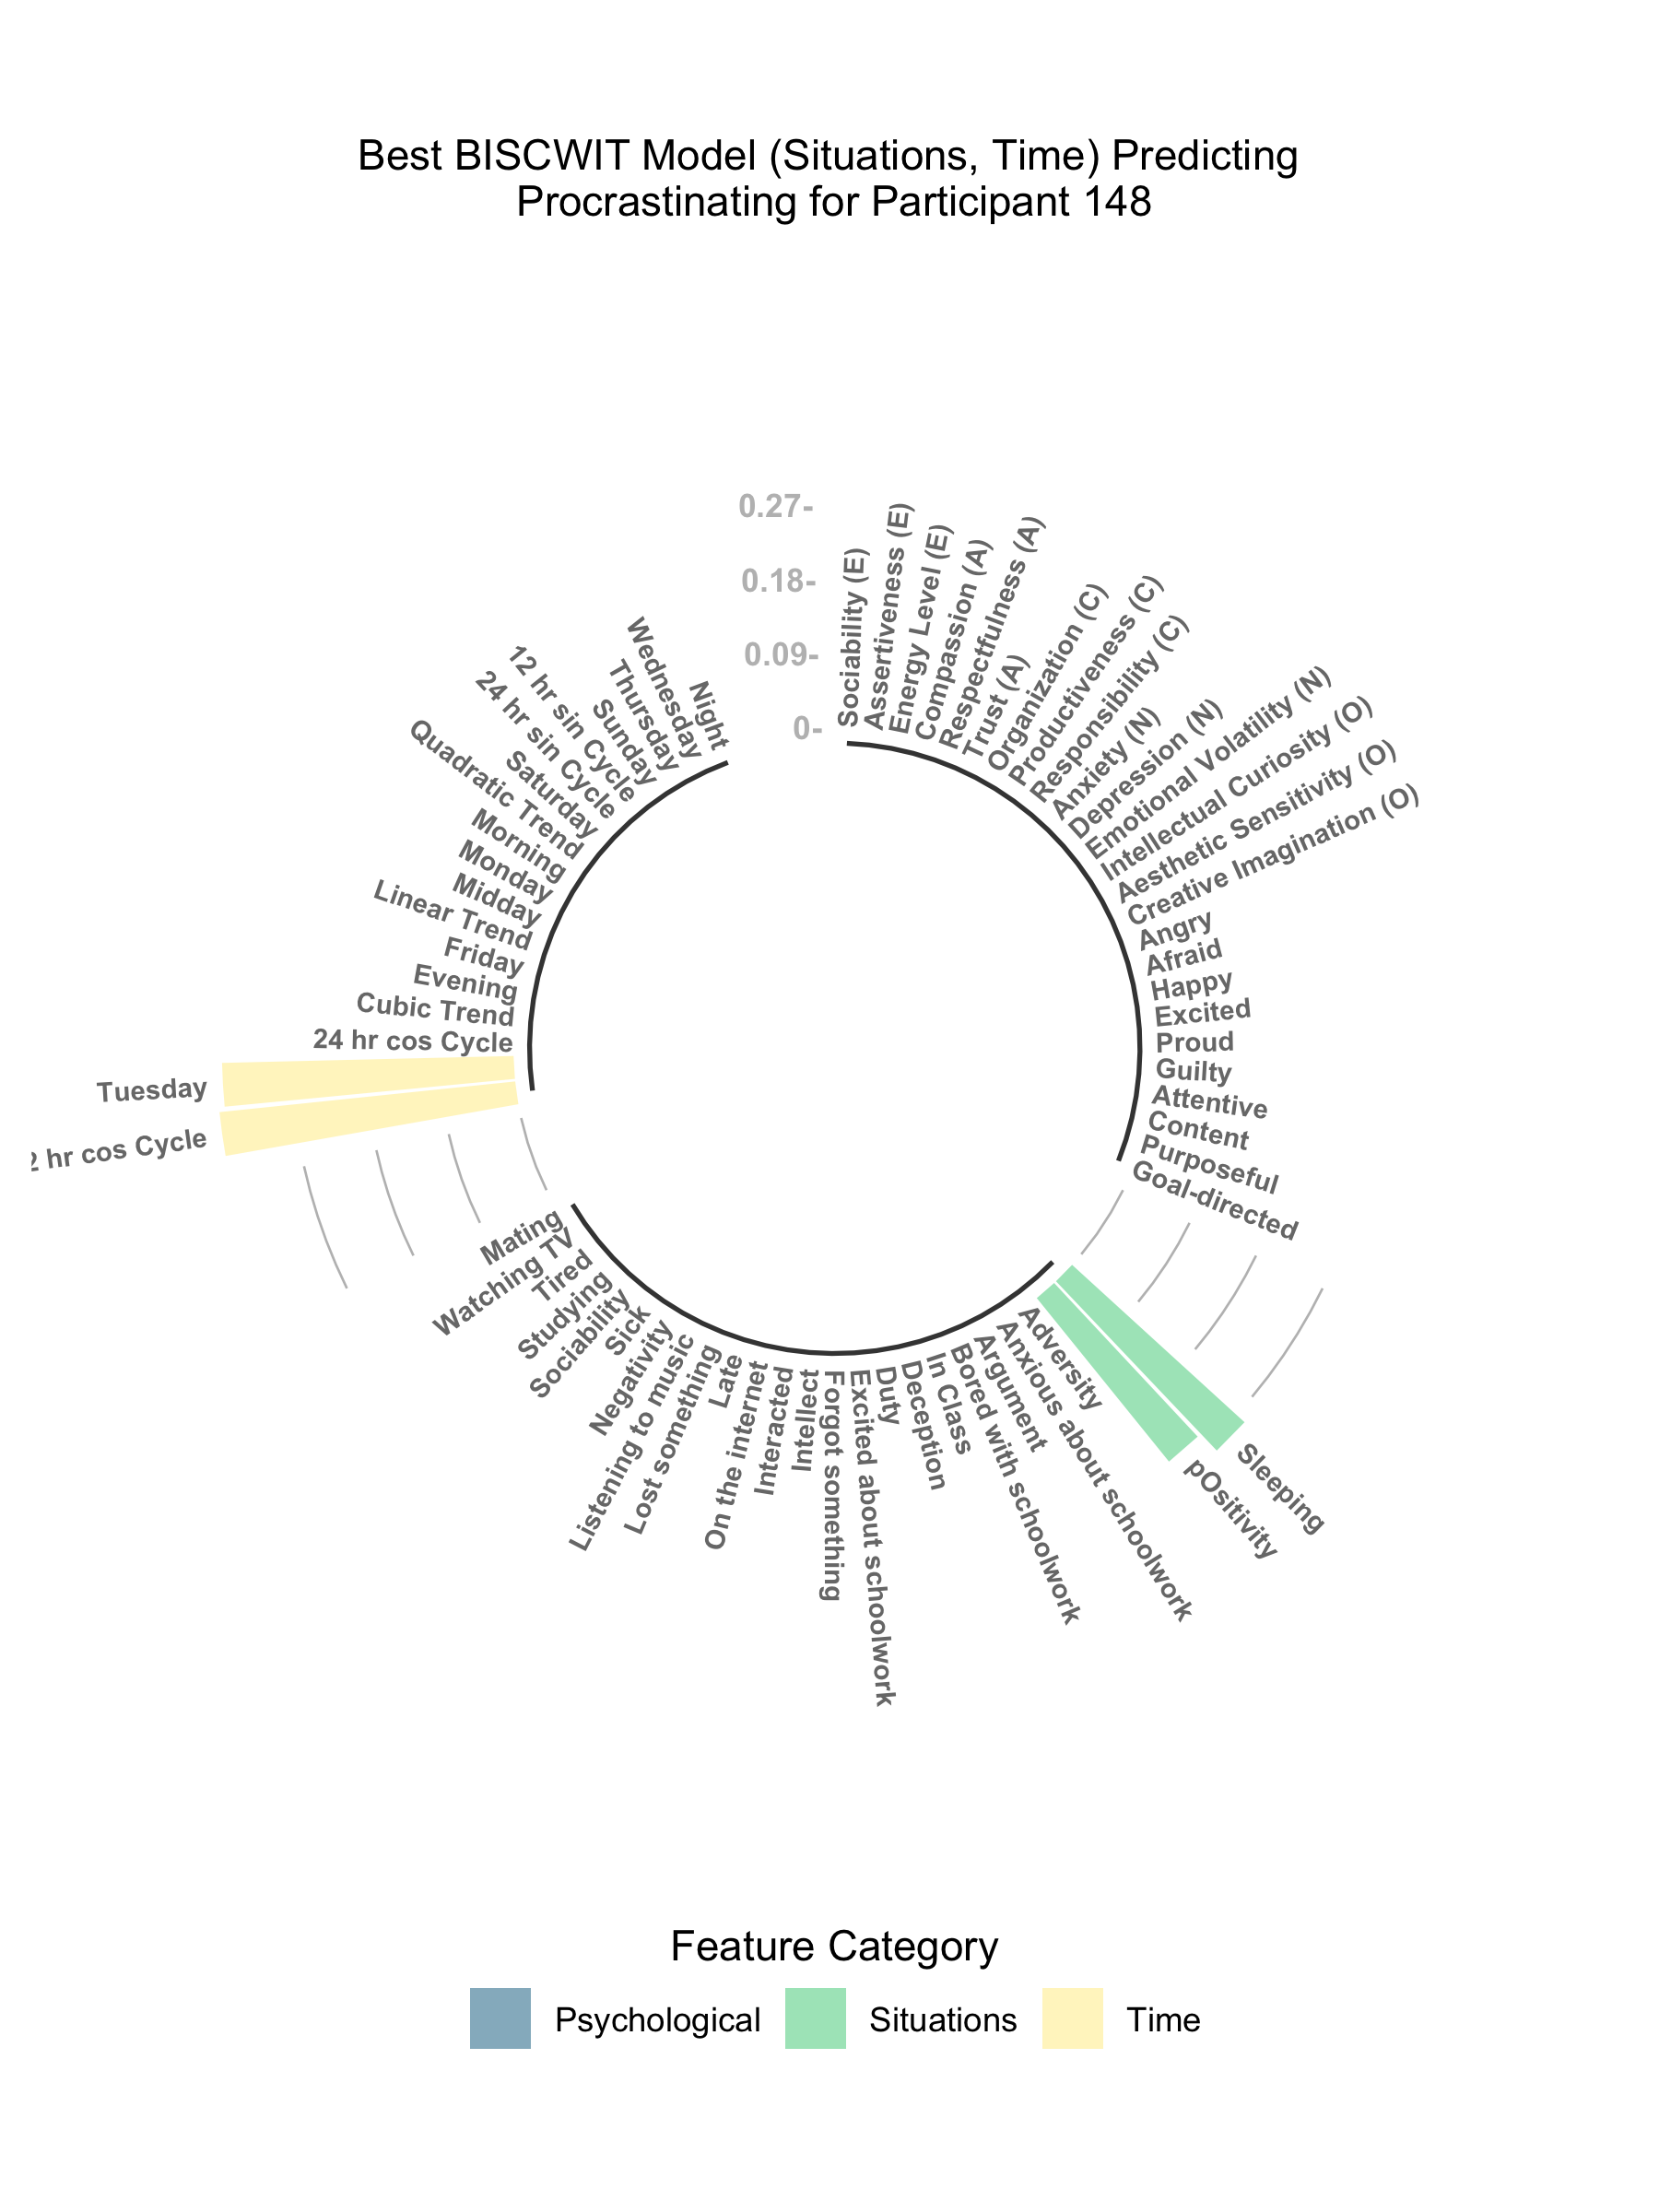 Best BISCWIT Model (Situations, Time) Predicting
Procrastinating for Participant 148
0.27-
0.18-
0.09-
0-
Sociability (E)
Assertiveness (E)
Energy Level (E)
Compassion (A)
Respectfulness (A)
Trust (A)
Organization (C)
Productiveness (C)
Responsibility (C)
Anxiety (N)
Depression (N)
Emotional Volatility (N)
Intellectual Curiosity (O)
Aesthetic Sensitivity (O)
Creative Imagination (O)
Angry
Afraid
Happy
Excited
Proud
Guilty
Attentive
Content
Purposeful
Goal-directed
Sleeping
pOsitivity
Adversity
Anxious about schoolwork
Argument
Bored with schoolwork
In Class
Deception
Duty
Excited about schoolwork
Forgot something
Intellect
Interacted
On the internet
Late
Lost something
Listening to music
Negativity
Sick
Sociability
Studying
Tired
Watching TV
Mating
2 hr cos Cycle
Tuesday
24 hr cos Cycle
Cubic Trend
Evening
Friday
Linear Trend
Midday
Monday
Morning
Quadratic Trend
Saturday
24 hr sin Cycle
12 hr sin Cycle
Sunday
Thursday
Wednesday
Night
Feature Category
Psychological
Situations
Time